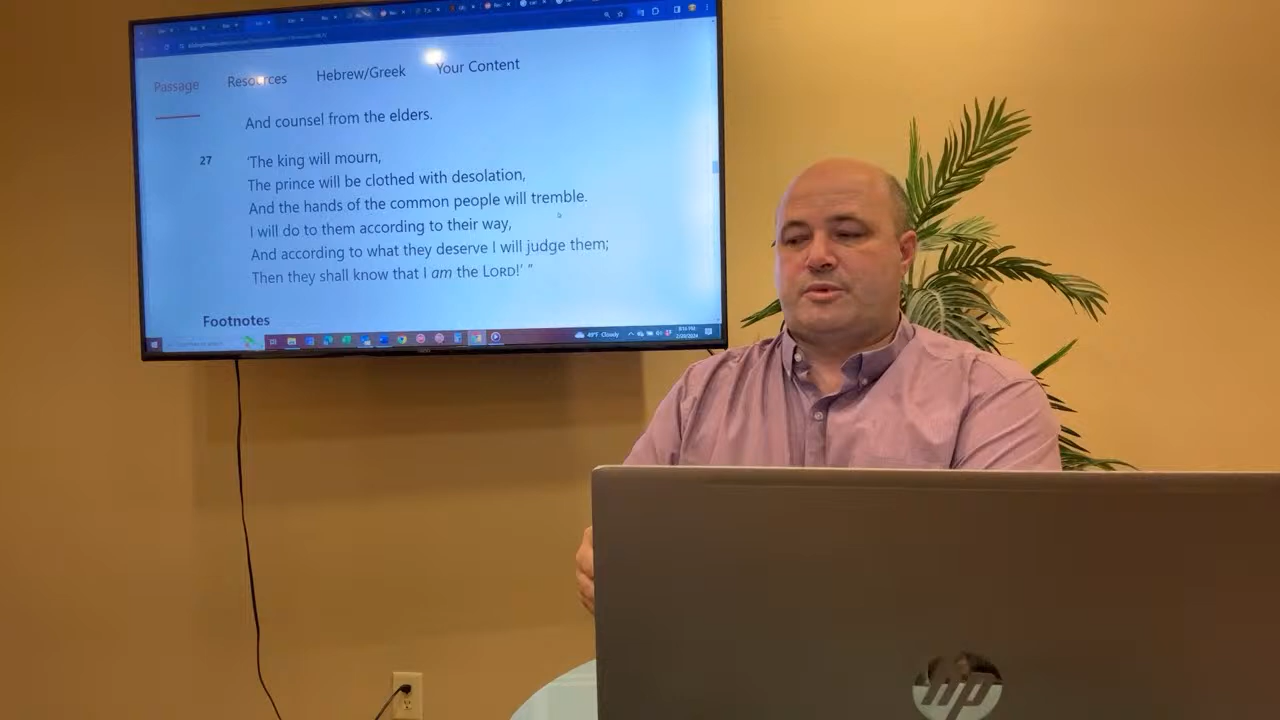 Passage Resources Hebrew/Greek Your Content
And counsel from the elders.
27 'The king will mourn,
The prince will be clothed with desolation,
And the hands of the common people will tremble.
I will do to them according to their way,
And according to what they deserve I will judge them;
Then they shall know that I am the LORD!' "
Footnotes
49°F Cloudy
hp